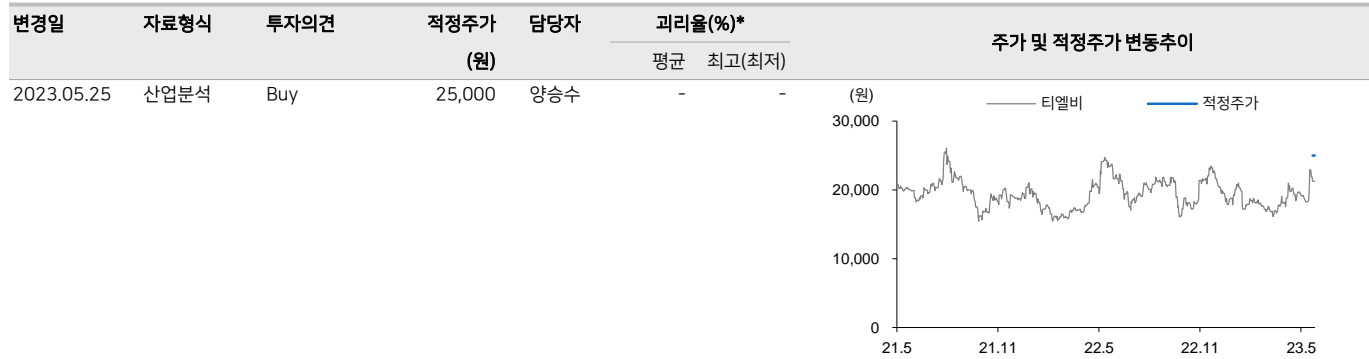 변경일 자료형식 투자의견 적정주가 담당자 괴리율(%)* 주가 및 적정주가 변동추이
(원) 평균 최고(최저)
2023.05.25 산업분석 Buy 25,000 양승수 - -
(원) 티엘비 적정주가
30,000
20,000
10,000
0
21.5 21.11 22.5 22.11 23.5